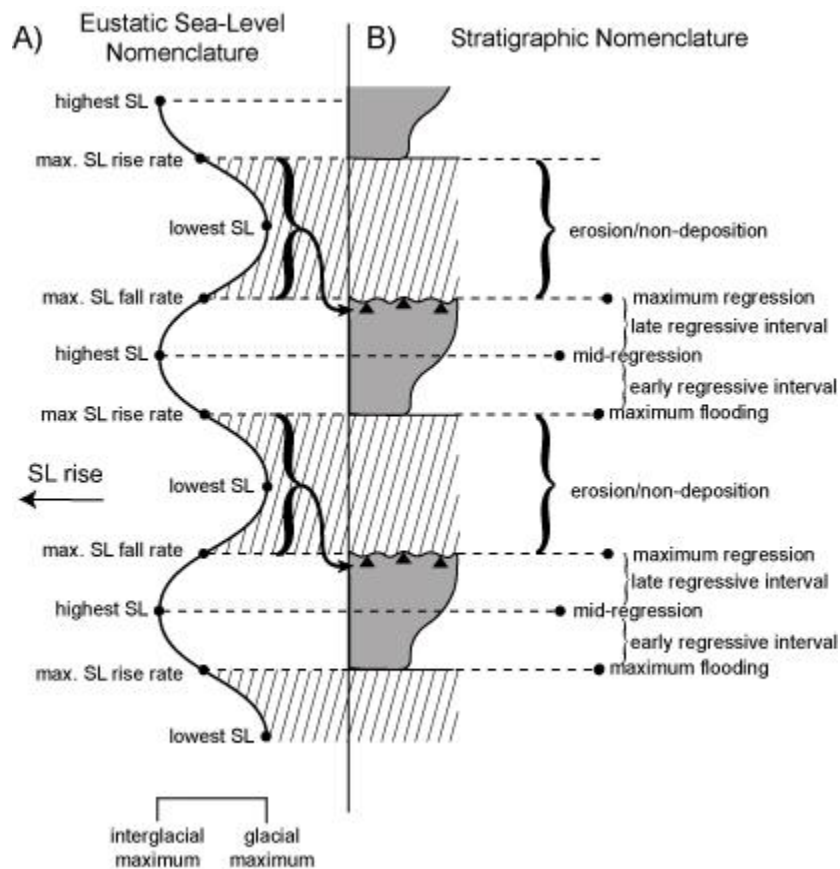 A)
Eustatic Sea-Level
Nomenclature
B)
Stratigraphic Nomenclature
highest SL
max. SL rise rate
lowest SL
erosion/non-deposition
max. SL fall rate
maximum regression
late regressive interval
highest SL
mid-regression
early regressive interval
max SL rise rate
maximum flooding
SL rise
lowest SL
erosion/non-deposition
max. SL fall rate
maximum regression
late regressive interval
highest SL
mid-regression
early regressive interval
max. SL rise rate
maximum flooding
lowest SL
interglacial
maximum
glacial
maximum